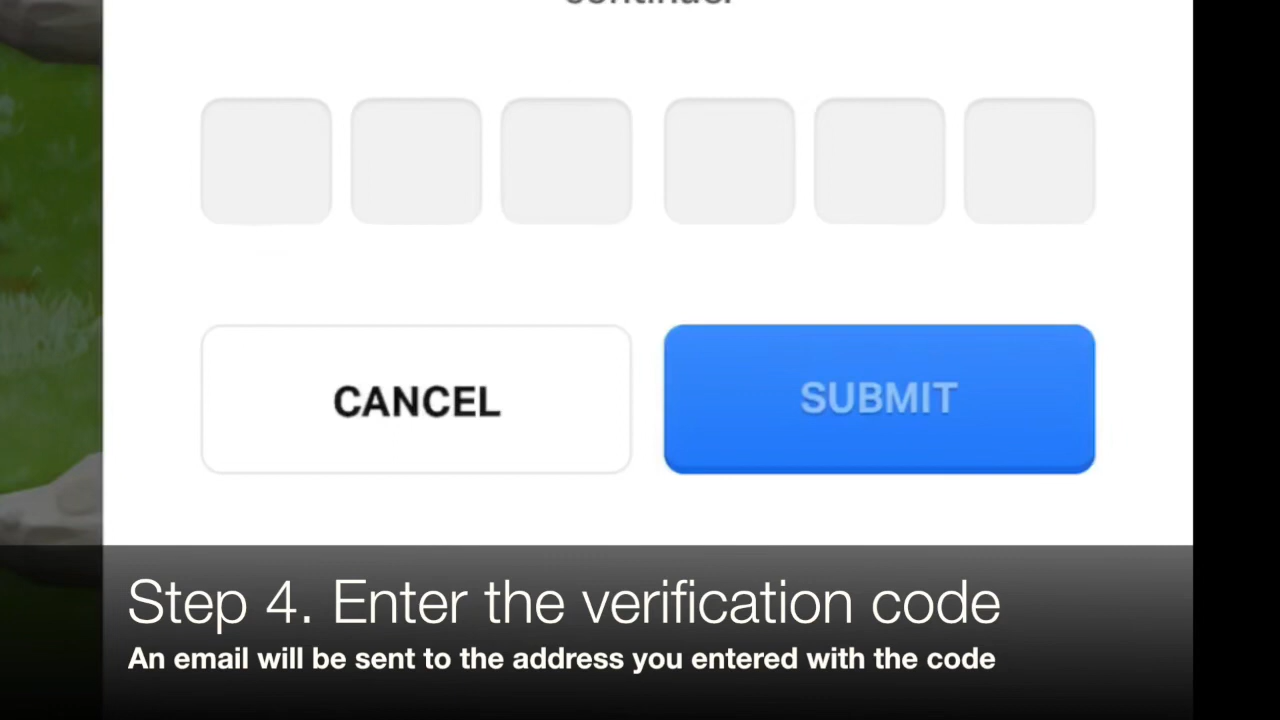 continue.
CANCEL
SUBMIT
Step 4. Enter the verification code
An email will be sent to the address you entered with the code